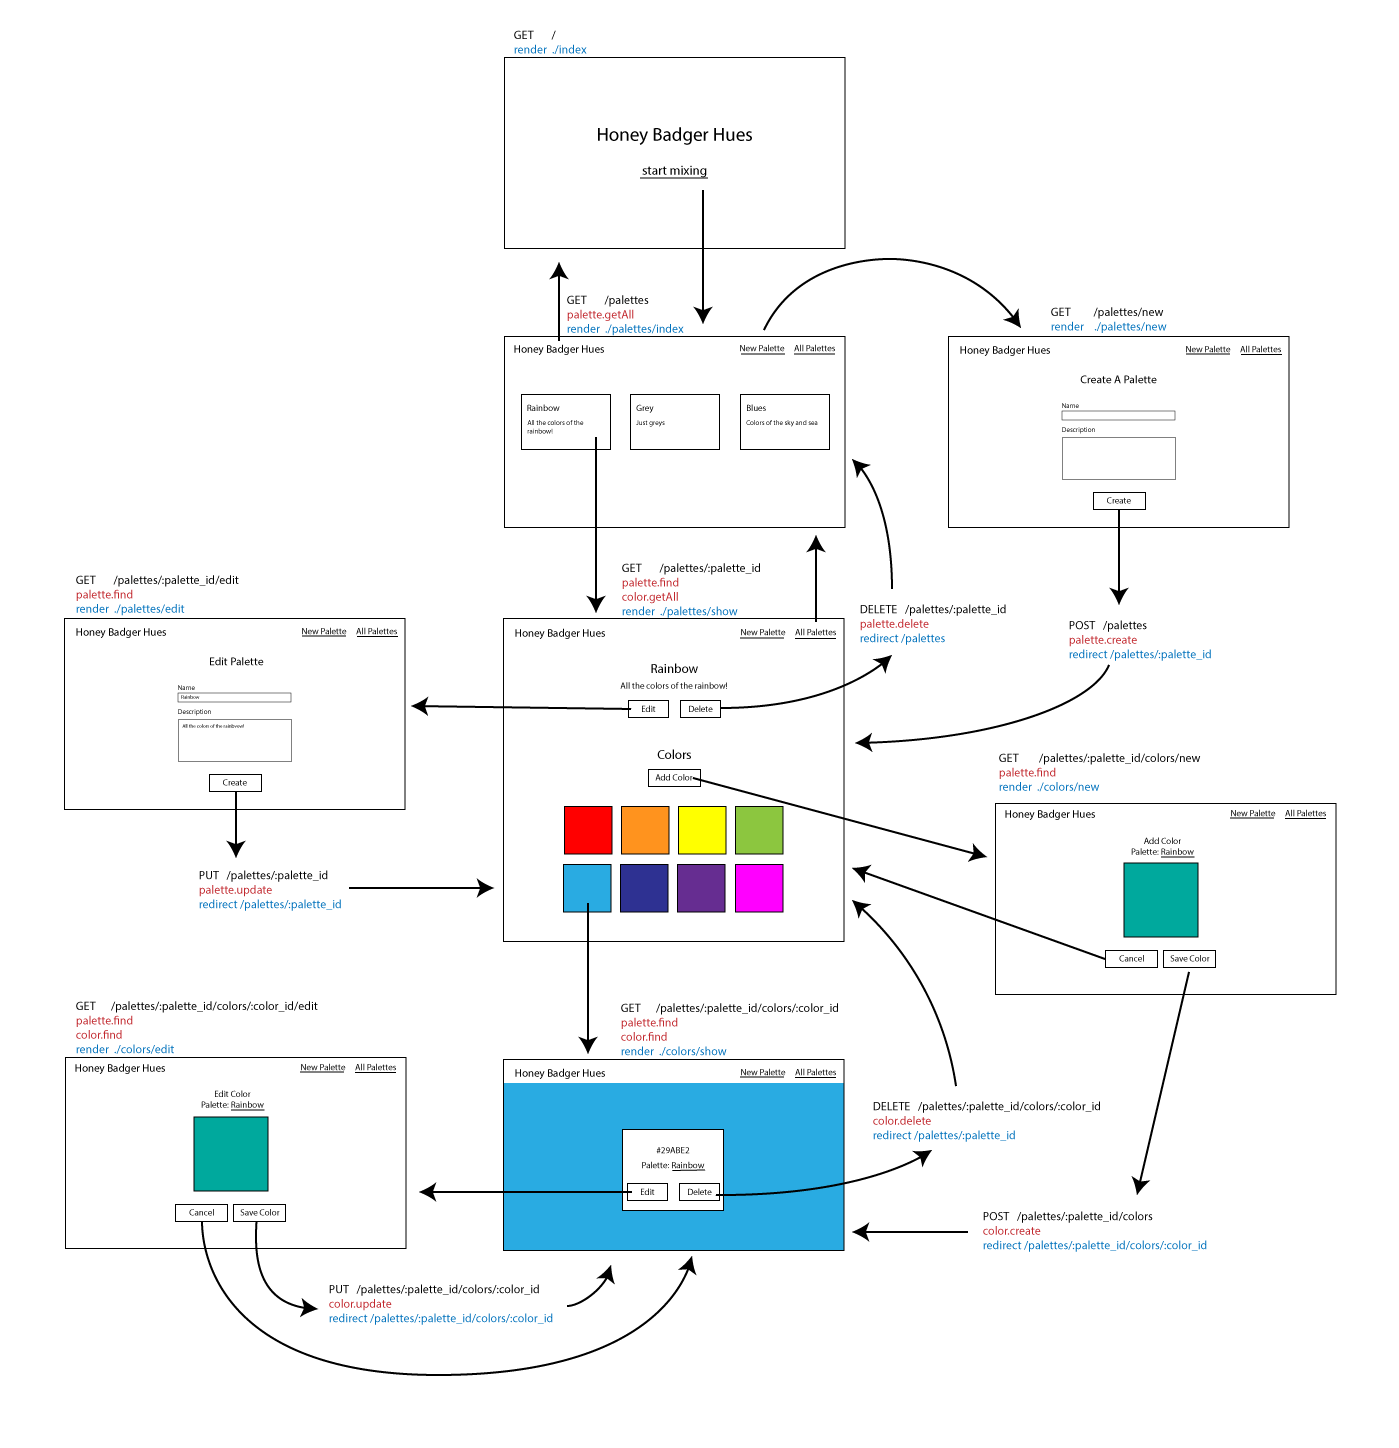 GET /
render ./index
Honey Badger Hues
start mixing
GET /palettes
palette.getAll
render ./palettes/index
Honey Badger Hues
New Palette All Palettes
Rainbow
All the colors of the
rainbow!
Grey
Just greys
Blues
Colors of the sky and sea
GET /palettes/new
render ./palettes/new
Honey Badger Hues
New Palette All Palettes
Create A Palette
Name
Description
Create
GET /palettes/:palette_id/edit
palette.find
render ./palettes/edit
Honey Badger Hues
New Palette All Palettes
Edit Palette
Name
Rainbow
Description
All the colors of the rainbow!
Create
GET /palettes/:palette_id
palette.find
color.getAll
render ./palettes/show
Honey Badger Hues
New Palette All Palettes
Rainbow
All the colors of the rainbow!
Edit Delete
Colors
Add Color
DELETE /palettes/:palette_id
palette.delete
redirect /palettes
POST /palettes
palette.create
redirect /palettes/:palette_id
GET /palettes/:palette_id/colors/new
palette.find
render ./colors/new
Honey Badger Hues
New Palette All Palettes
Add Color
Palette: Rainbow
Cancel Save Color
PUT /palettes/:palette_id
palette.update
redirect /palettes/:palette_id
GET /palettes/:palette_id/colors/:color_id/edit
palette.find
color.find
render ./colors/edit
Honey Badger Hues
New Palette All Palettes
Edit Color
Palette: Rainbow
Cancel Save Color
GET /palettes/:palette_id/colors/:color_id
palette.find
color.find
render ./colors/show
Honey Badger Hues
New Palette All Palettes
#29ABE2
Palette: Rainbow
Edit Delete
DELETE /palettes/:palette_id/colors/:color_id
color.delete
redirect /palettes/:palette_id
POST /palettes/:palette_id/colors
color.create
redirect /palettes/:palette_id/colors/:color_id
PUT /palettes/:palette_id/colors/:color_id
color.update
redirect /palettes/:palette_id/colors/:color_id